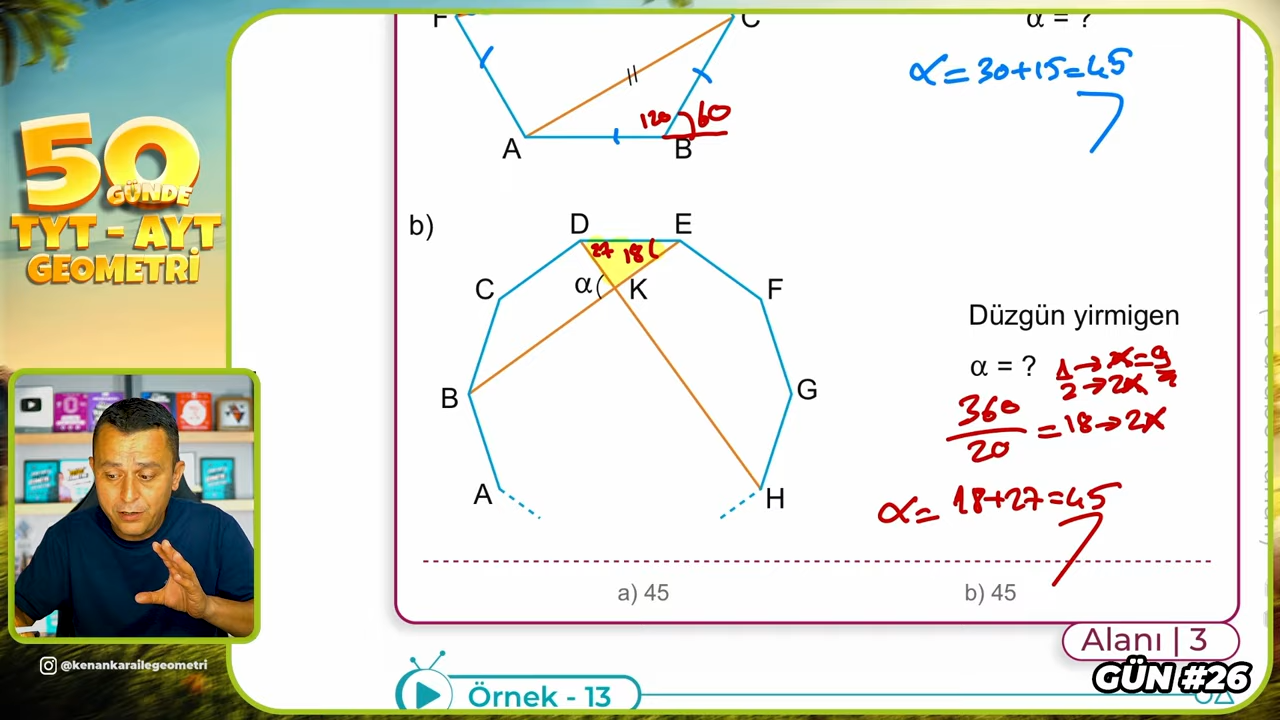 50
GÜNDE
TYT - AYT
GEOMETRİ
F
C
α = ?
α = 30+15=45
120
60
A
B
b)
D
E
27
18
α
K
C
F
B
G
A
H
Düzgün yirmigen
α = ?
1 → x = 9
2 → 2x
360
20
= 18 → 2x
α = 18+27=45
a) 45
b) 45
Alanı | 3
GÜN #26
Örnek - 13
@kenankarailegeometri